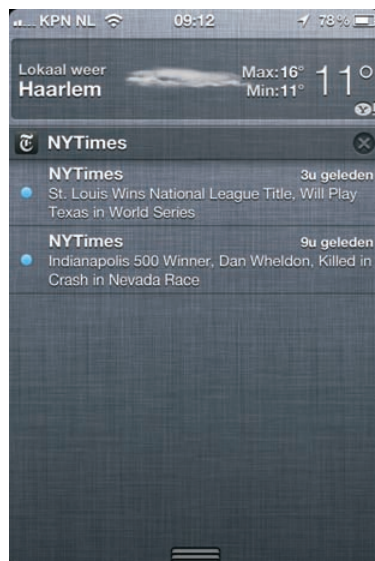 KPN NL 09:12 78%
Lokaal weer
Haarlem
Max: 16°
Min: 11°
11°
Y!
NYTimes
NYTimes 3u geleden
St. Louis Wins National League Title, Will Play
Texas in World Series
NYTimes 9u geleden
Indianapolis 500 Winner, Dan Wheldon, Killed in
Crash in Nevada Race